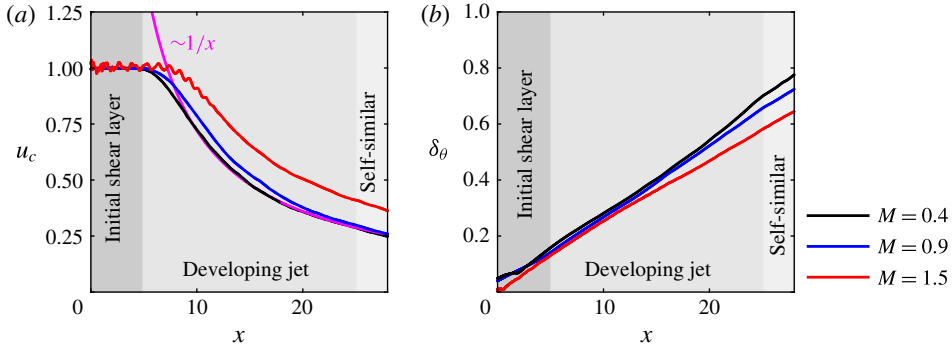 (a)
1.25
1.00
0.75
0.50
0.25
u_c
~1/x
Initial shear layer
Developing jet
Self-similar
0
10
20
x
(b)
1.0
0.8
0.6
0.4
0.2
δ_θ
Initial shear layer
Developing jet
Self-similar
0
10
20
x
M = 0.4
M = 0.9
M = 1.5